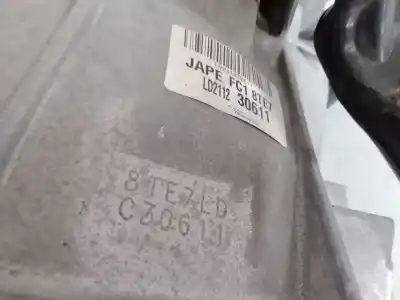 JAPE FC1 8TE7
LD2112 30611
8TE7LD
C30611